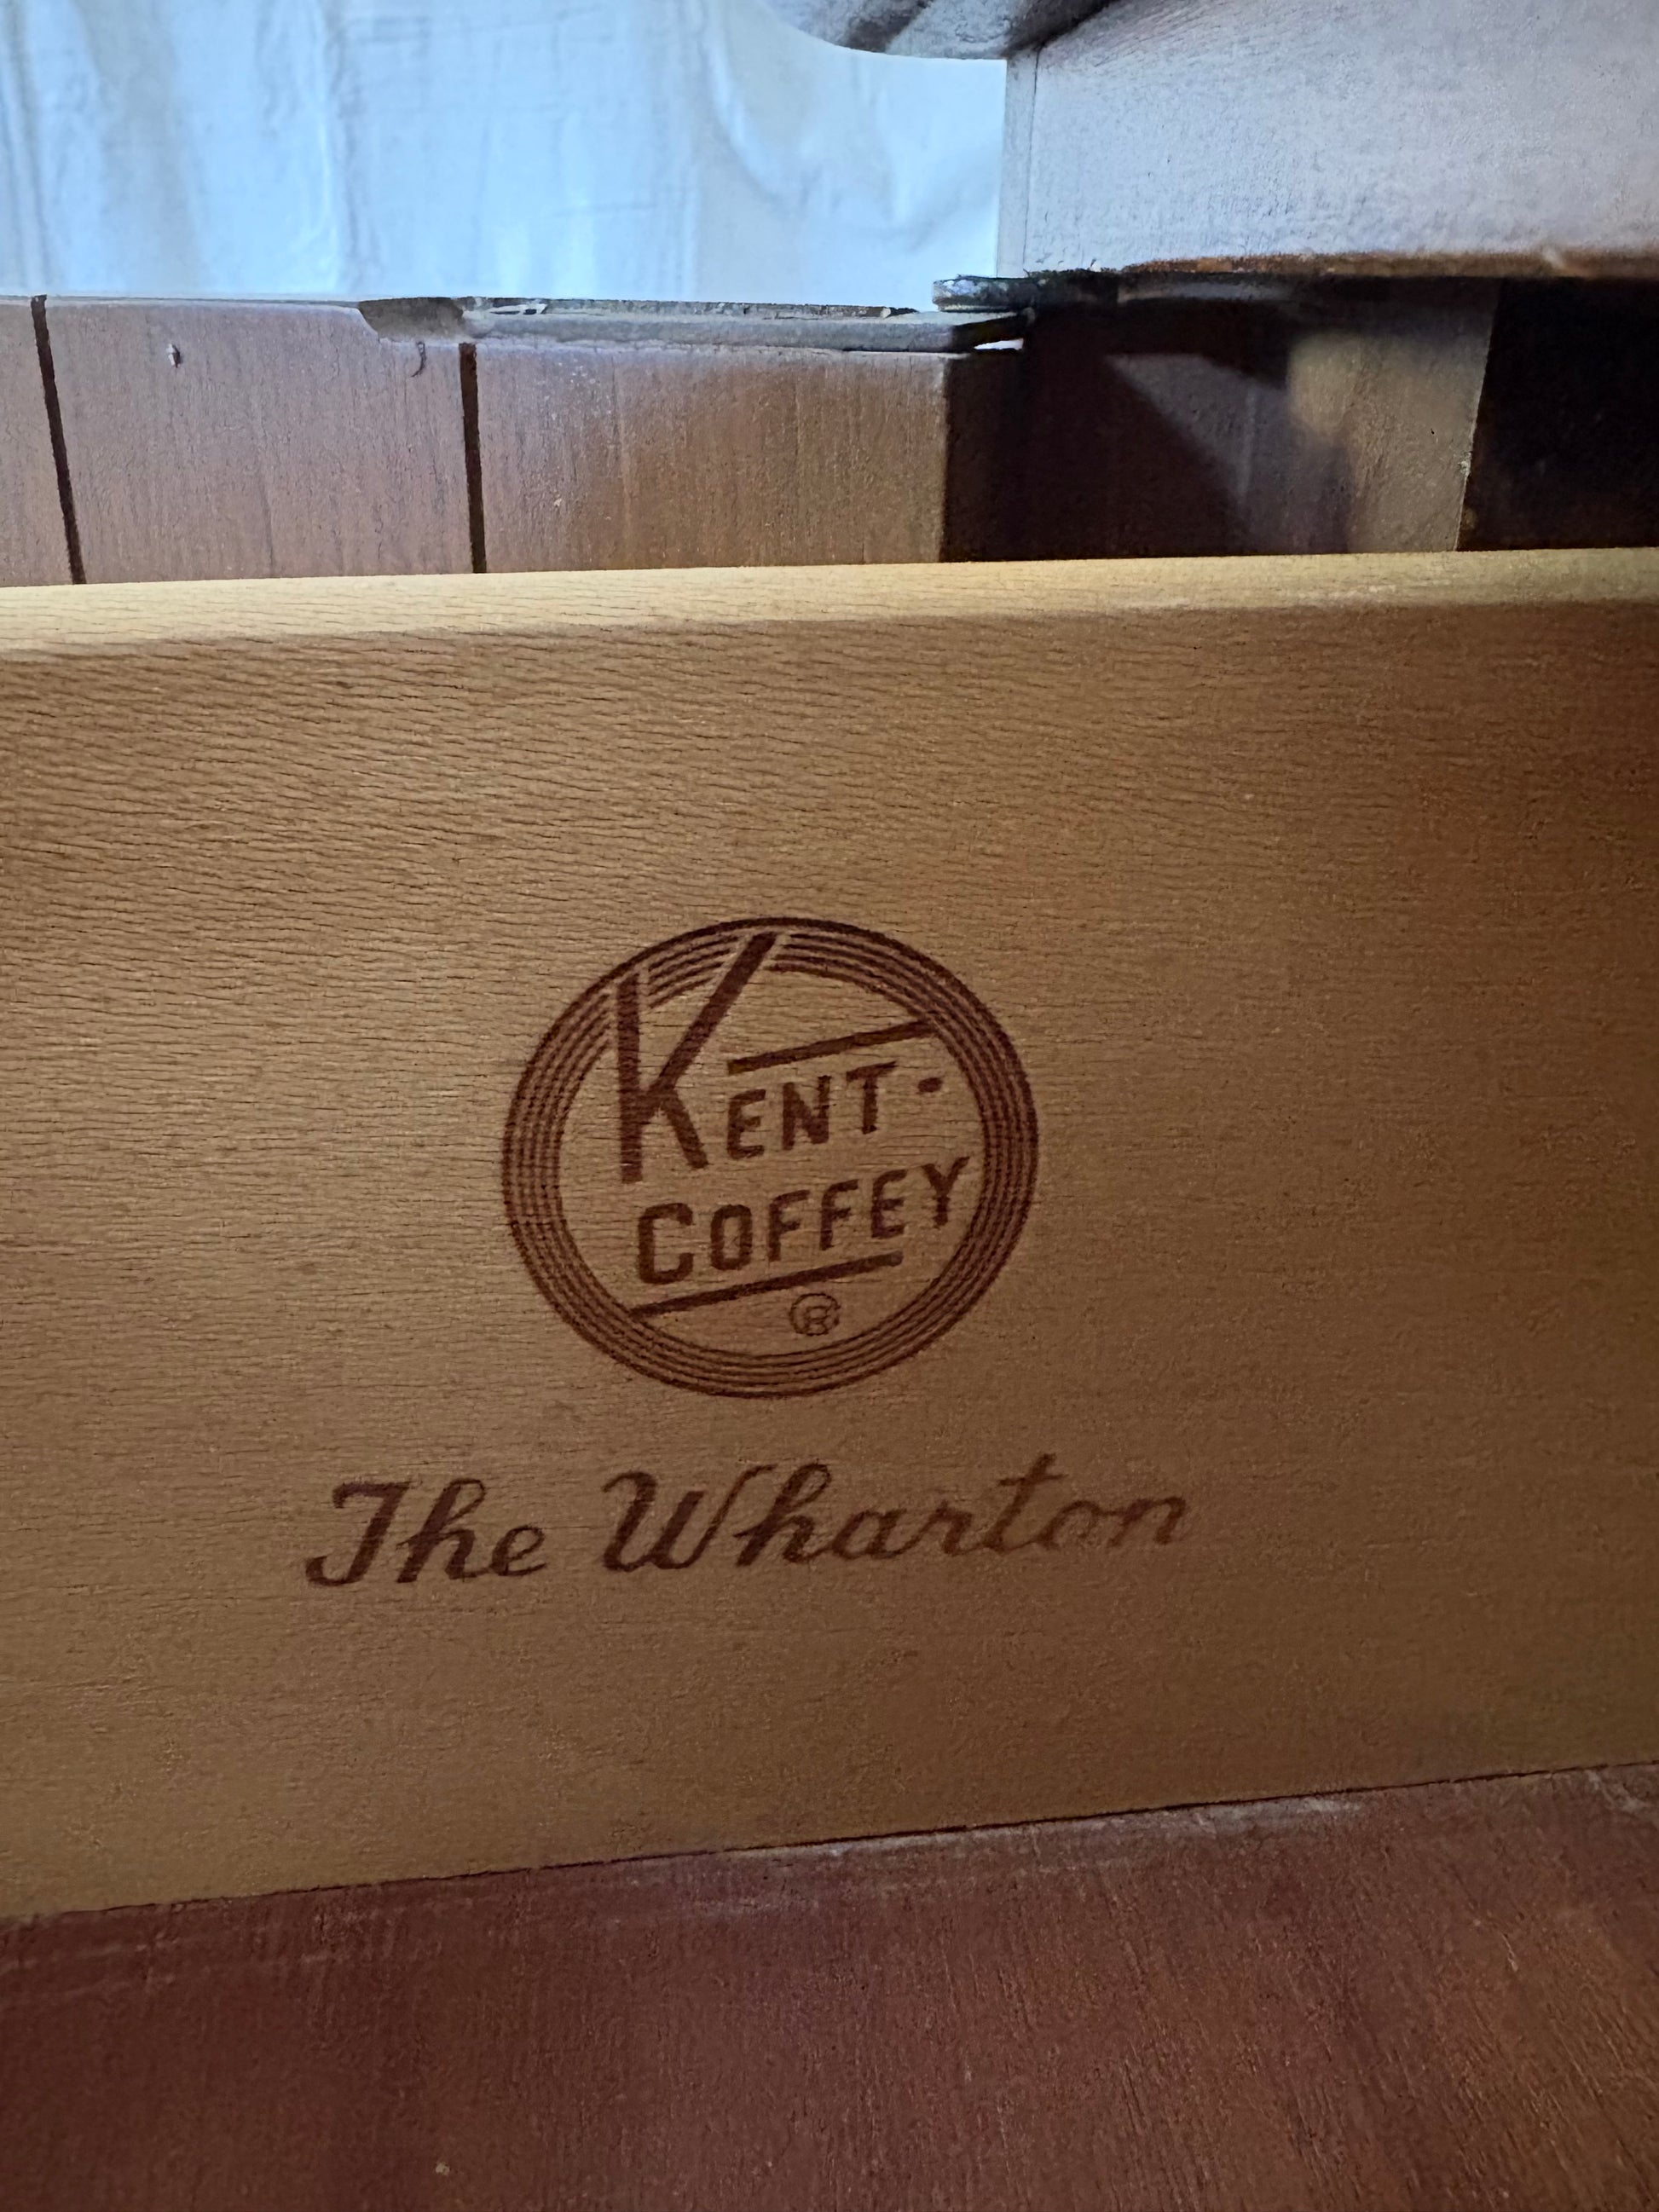 KENT-
COFFEY
®
The Wharton